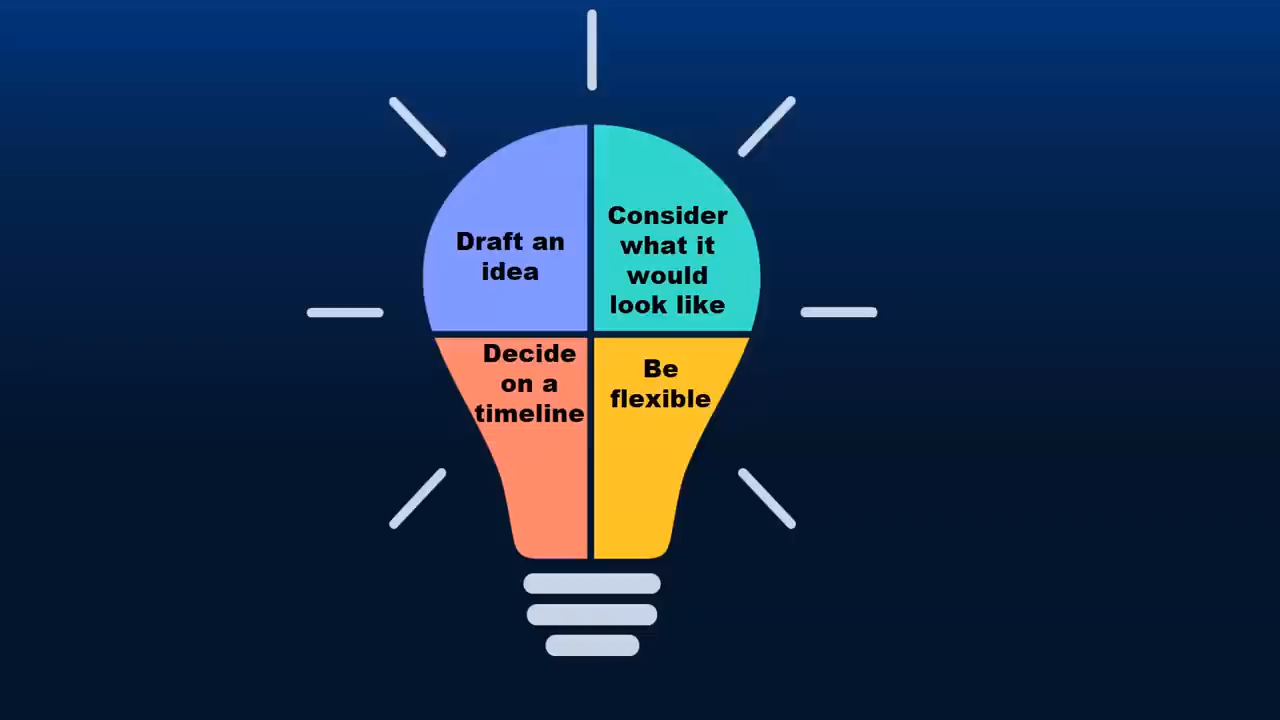 Draft an
idea
Consider
what it
would
look like
Decide
on a
timeline
Be
flexible